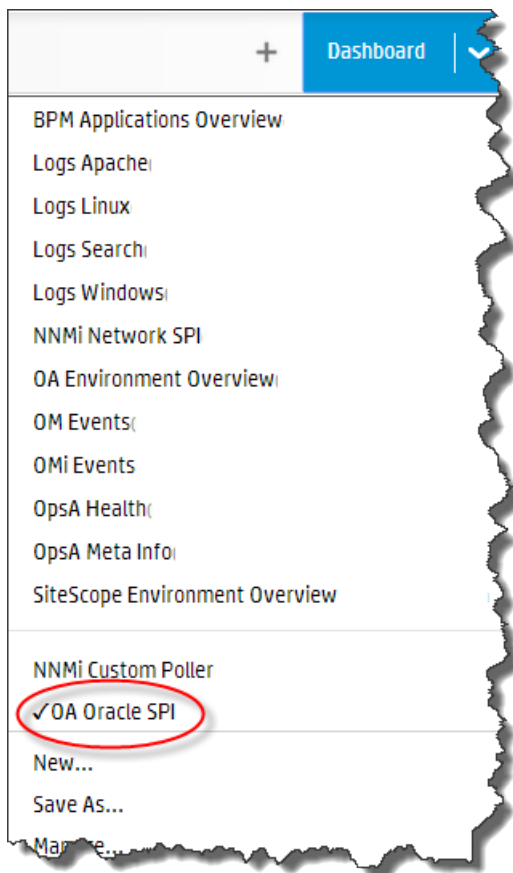 + Dashboard
BPM Applications Overview
Logs Apache
Logs Linux
Logs Search
Logs Windows
NNMi Network SPI
OA Environment Overview
OM Events
OMi Events
OpsA Health
OpsA Meta Info
SiteScope Environment Overview
NNMi Custom Poller
✓OA Oracle SPI
New...
Save As...